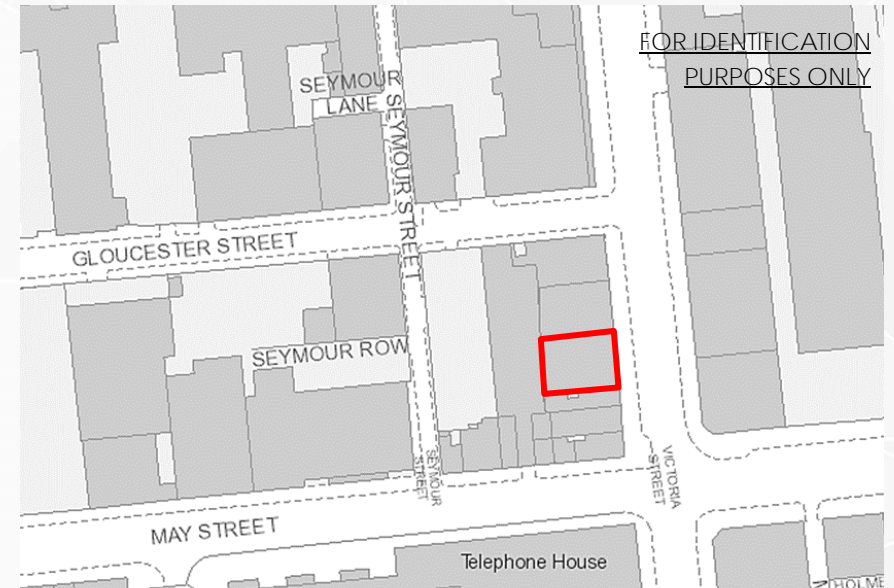 FOR IDENTIFICATION
PURPOSES ONLY
SEYMOUR
LANE
SEYMOUR STREET
GLOUCESTER STREET
SEYMOUR ROW
SEYMOUR
STREET
VICTORIA
STREET
MAY STREET
Telephone House